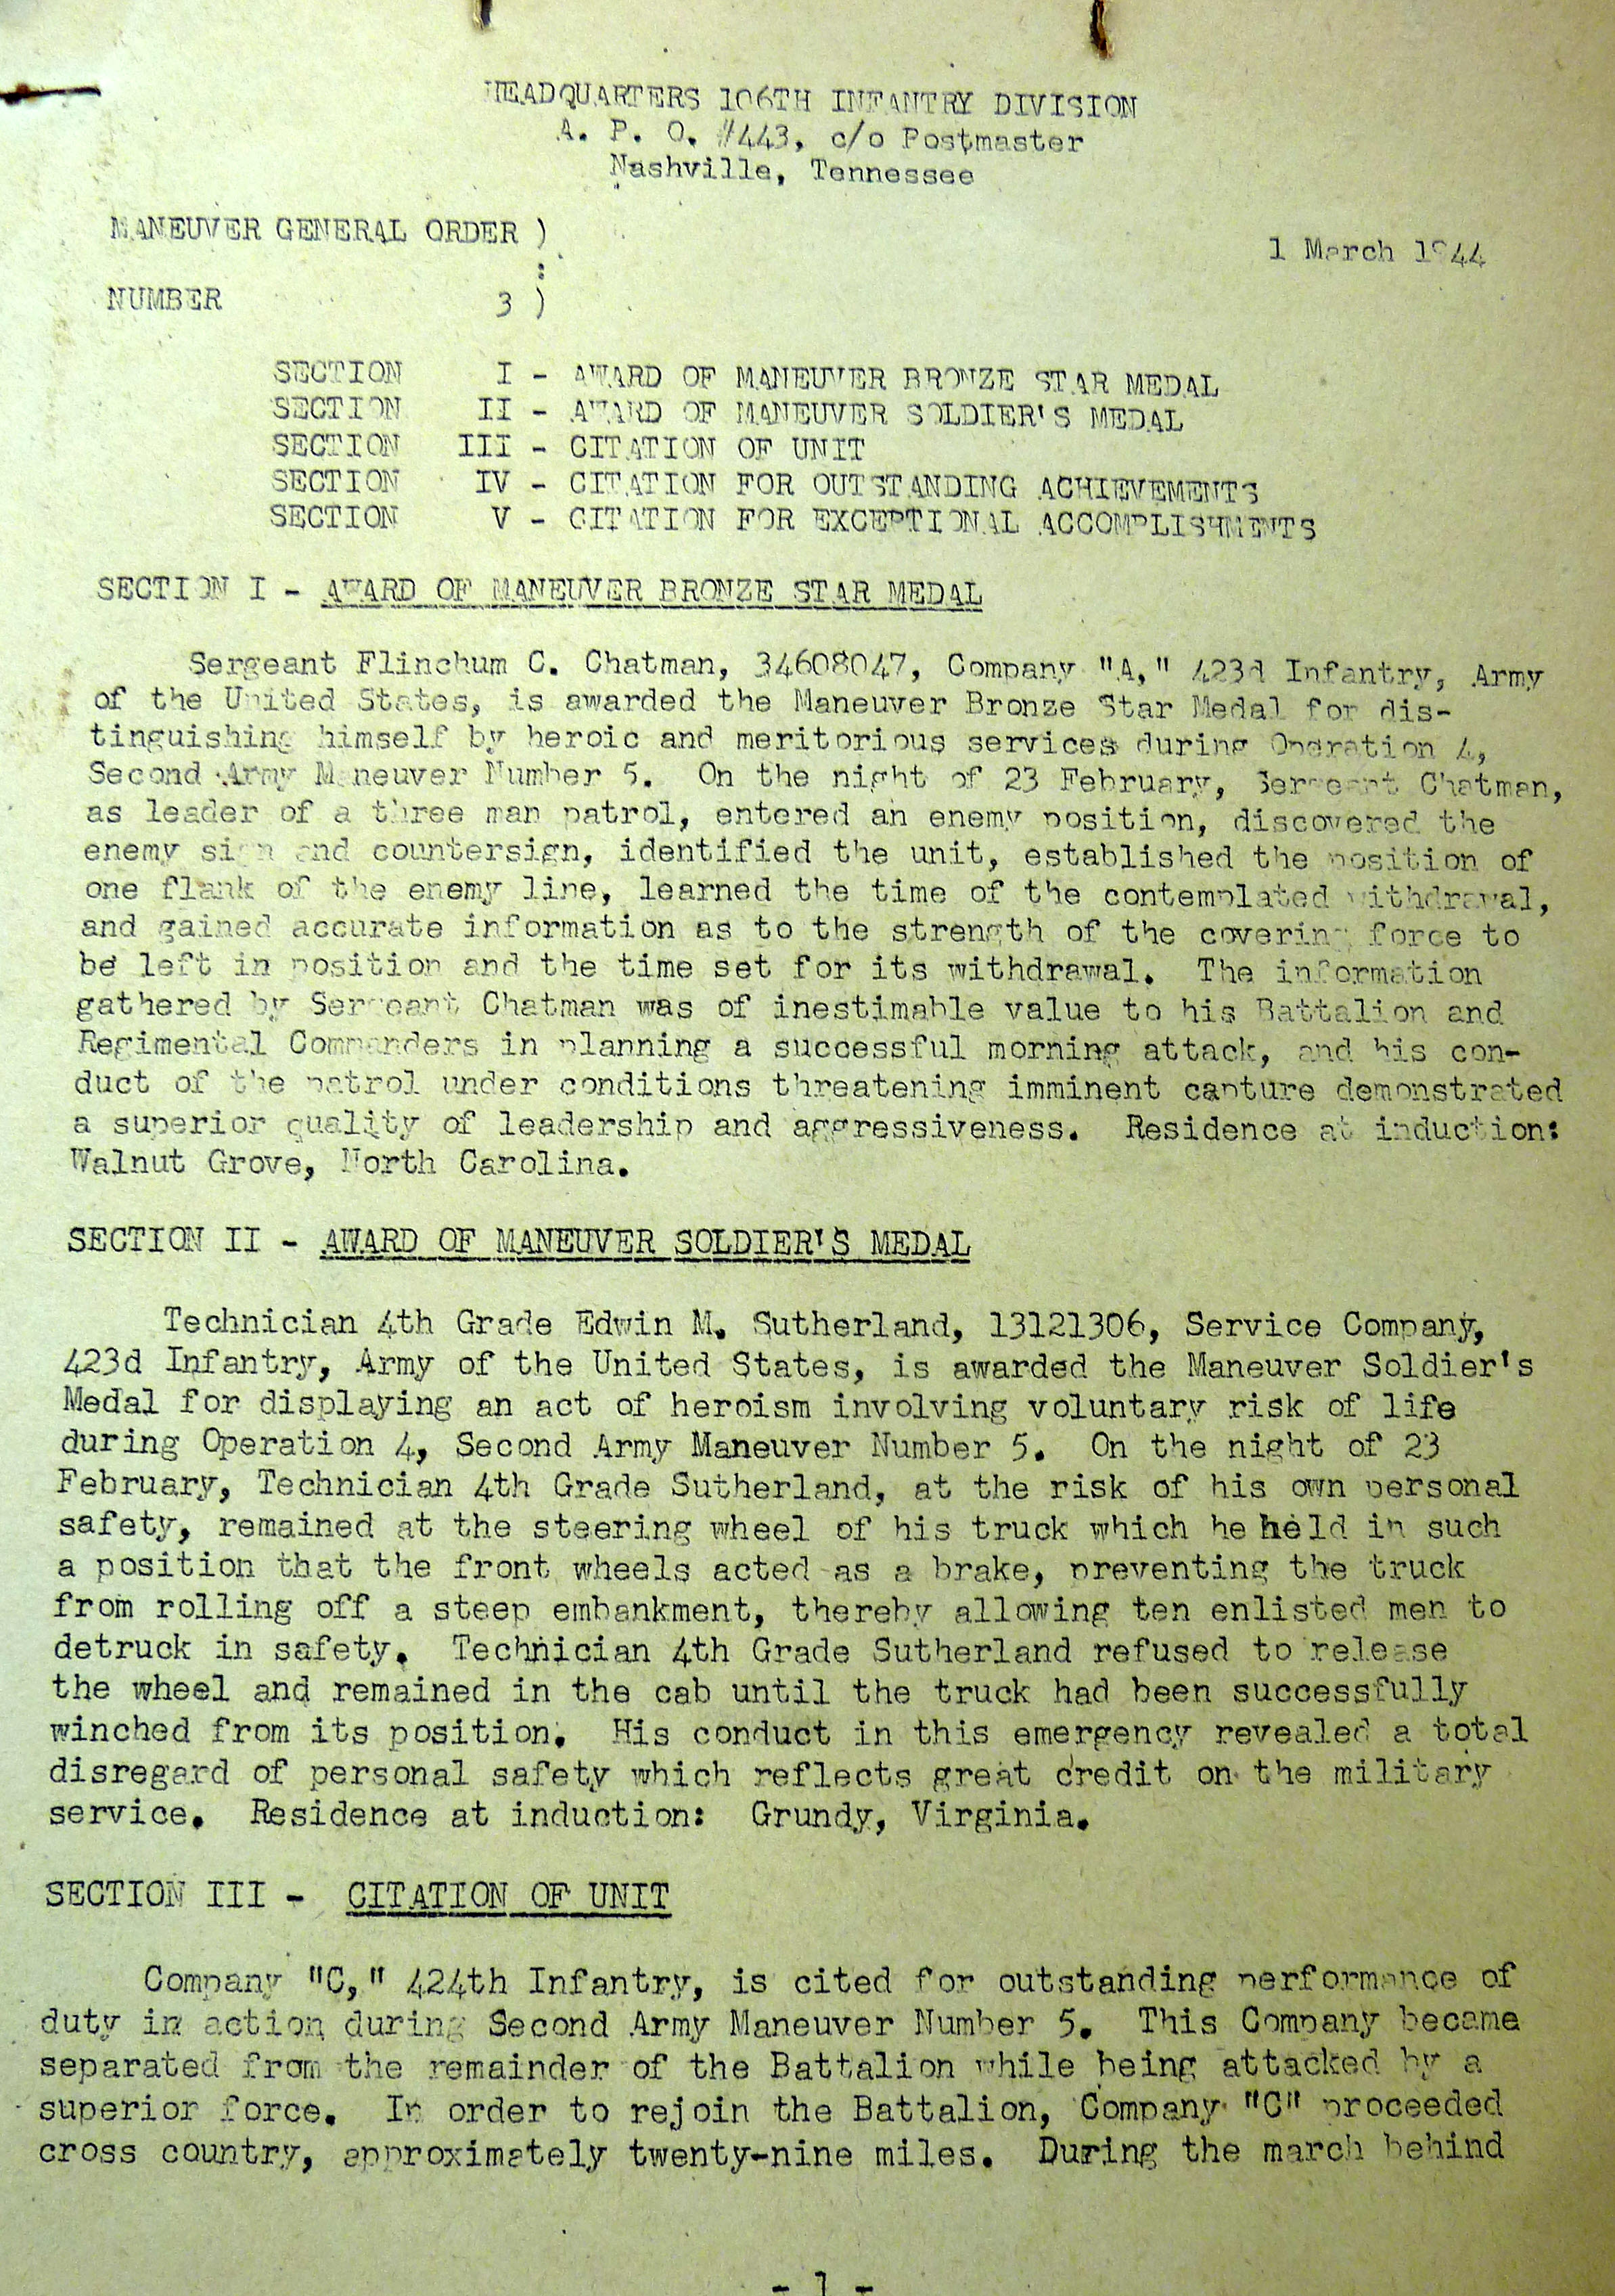 HEADQUARTERS 106TH INFANTRY DIVISION
A. P. O. #443, c/o Postmaster
Nashville, Tennessee
MANEUVER GENERAL ORDER )
1 March 1944
:
NUMBER 3 )
SECTION I - AWARD OF MANEUVER BRONZE STAR MEDAL
SECTION II - AWARD OF MANEUVER SOLDIER'S MEDAL
SECTION III - CITATION OF UNIT
SECTION IV - CITATION FOR OUTSTANDING ACHIEVEMENTS
SECTION V - CITATION FOR EXCEPTIONAL ACCOMPLISHMENTS
SECTION I - AWARD OF MANEUVER BRONZE STAR MEDAL
Sergeant Flinchum C. Chatman, 34608047, Company "A," 423d Infantry, Army
of the United States, is awarded the Maneuver Bronze Star Medal for dis-
tinguishing himself by heroic and meritorious services during Operation 4,
Second Army Maneuver Number 5. On the night of 23 February, Sergeant Chatman,
as leader of a three man patrol, entered an enemy position, discovered the
enemy sign and countersign, identified the unit, established the position of
one flank of the enemy line, learned the time of the contemplated withdrawal,
and gained accurate information as to the strength of the covering force to
be left in position and the time set for its withdrawal. The information
gathered by Sergeant Chatman was of inestimable value to his Battalion and
Regimental Commanders in planning a successful morning attack, and his con-
duct of the patrol under conditions threatening imminent capture demonstrated
a superior quality of leadership and aggressiveness. Residence at induction:
Walnut Grove, North Carolina.
SECTION II - AWARD OF MANEUVER SOLDIER'S MEDAL
Technician 4th Grade Edwin M. Sutherland, 13121306, Service Company,
423d Infantry, Army of the United States, is awarded the Maneuver Soldier's
Medal for displaying an act of heroism involving voluntary risk of life
during Operation 4, Second Army Maneuver Number 5. On the night of 23
February, Technician 4th Grade Sutherland, at the risk of his own personal
safety, remained at the steering wheel of his truck which he held in such
a position that the front wheels acted as a brake, preventing the truck
from rolling off a steep embankment, thereby allowing ten enlisted men to
detruck in safety. Technician 4th Grade Sutherland refused to release
the wheel and remained in the cab until the truck had been successfully
winched from its position. His conduct in this emergency revealed a total
disregard of personal safety which reflects great credit on the military
service. Residence at induction: Grundy, Virginia.
SECTION III - CITATION OF UNIT
Company "C," 424th Infantry, is cited for outstanding performance of
duty in action during Second Army Maneuver Number 5. This Company became
separated from the remainder of the Battalion while being attacked by a
superior force. In order to rejoin the Battalion, Company "C" proceeded
cross country, approximately twenty-nine miles. During the march behind
- 1 -